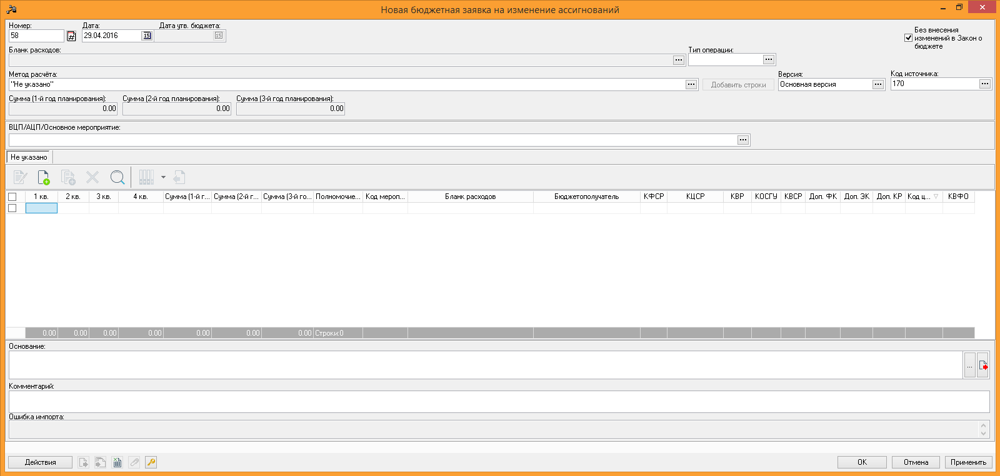 Новая бюджетная заявка на изменение ассигнований
Номер: Дата: Дата утв. бюджета:
58 29.04.2016 15 15
Без внесения
изменений в Закон о
бюджете
Бланк расходов: Тип операции:
... ...
Метод расчёта: Версия: Код источника:
"Не указано" ... Добавить строки Основная версия ... 170 ...
Сумма (1-й год планирования): Сумма (2-й год планирования): Сумма (3-й год планирования):
0.00 0.00 0.00
ВЦП/АЦП/Основное мероприятие:
...
Не указано
1 кв. 2 кв. 3 кв. 4 кв. Сумма (1-й г... Сумма (2-й г... Сумма (3-й го... Полномочие... Код мероп... Бланк расходов Бюджетополучатель КФСР КЦСР КВР КОСГУ КВСР Доп. ФК Доп. ЭК Доп. КР Код ц... КВФО
0.00 0.00 0.00 0.00 0.00 0.00 0.00 Строки:0
Основание:
...
Комментарий:
Ошибка импорта:
Действия OK Отмена Применить